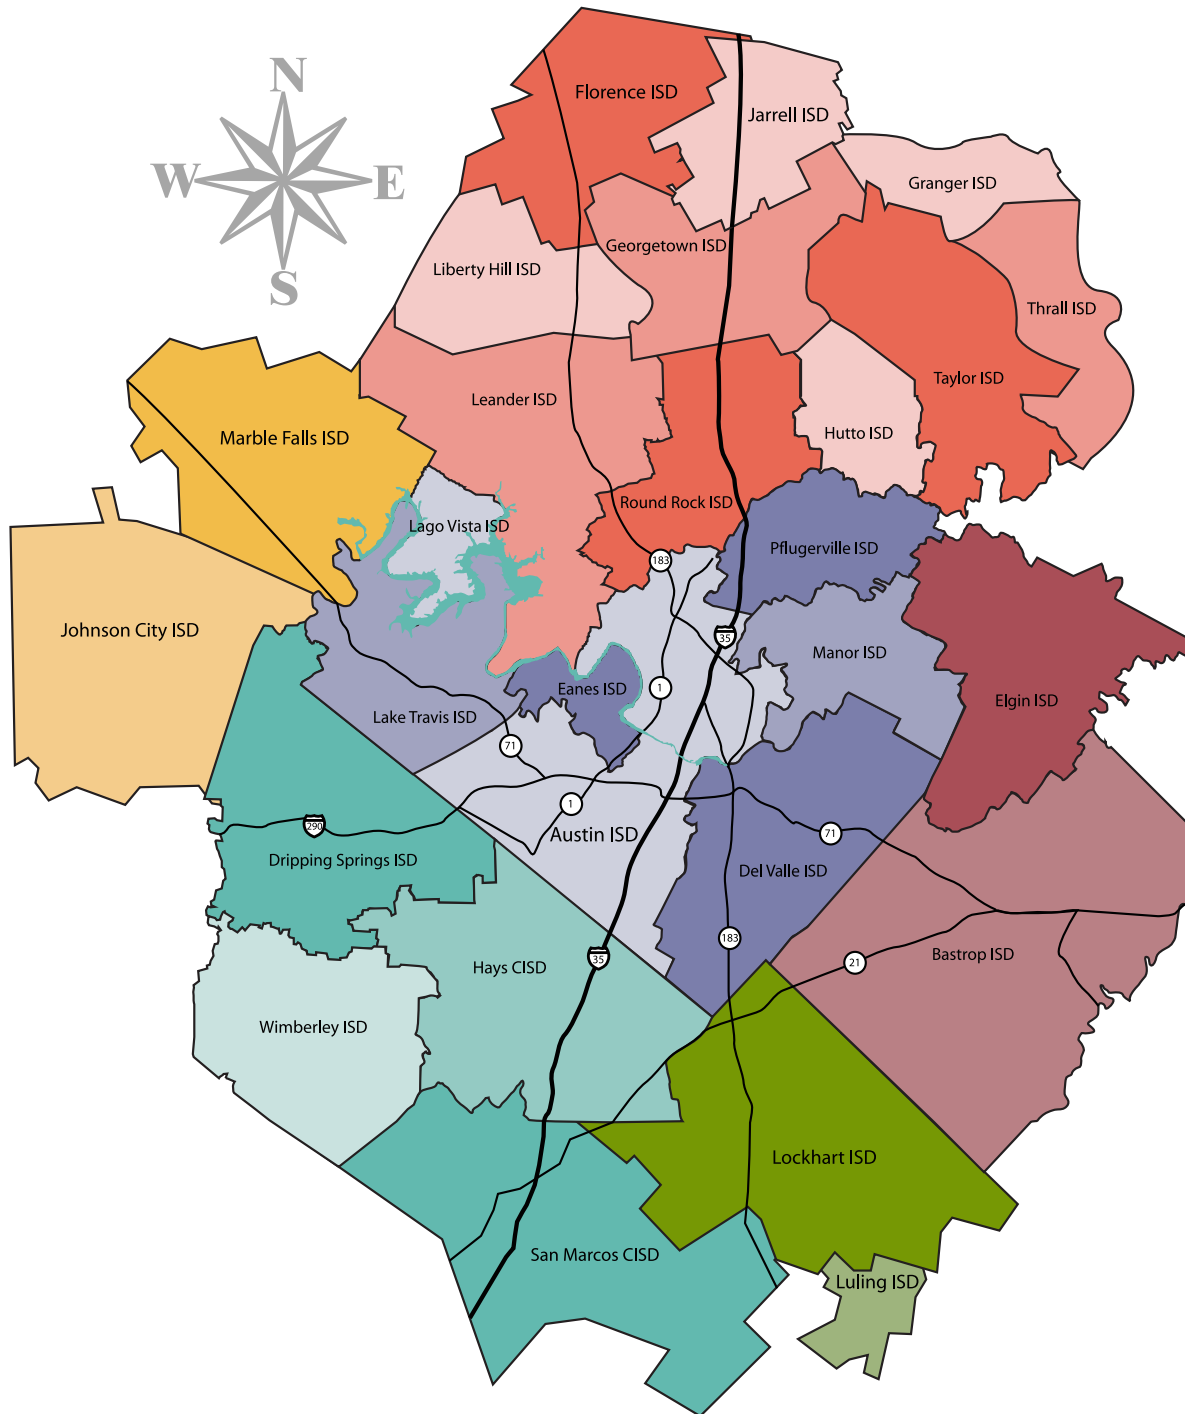 N
W
E
S
Florence ISD
Jarrell ISD
Granger ISD
Georgetown ISD
Liberty Hill ISD
Thrall ISD
Taylor ISD
Leander ISD
Hutto ISD
Marble Falls ISD
Round Rock ISD
Lago Vista ISD
Pflugerville ISD
183
Johnson City ISD
35
Manor ISD
Eanes ISD
1
Elgin ISD
Lake Travis ISD
71
1
290
Austin ISD
71
Dripping Springs ISD
Del Valle ISD
183
35
21
Bastrop ISD
Hays CISD
Wimberley ISD
Lockhart ISD
San Marcos CISD
Luling ISD